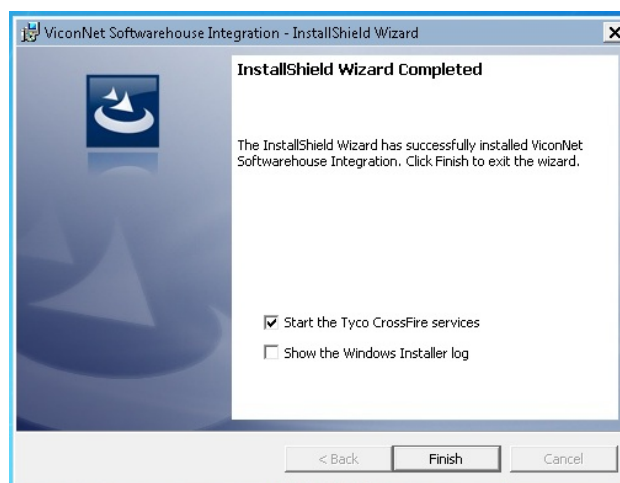 ViconNet Softwarehouse Integration - InstallShield Wizard
InstallShield Wizard Completed
The InstallShield Wizard has successfully installed ViconNet
Softwarehouse Integration. Click Finish to exit the wizard.
Start the Tyco CrossFire services
Show the Windows Installer log
< Back
Finish
Cancel